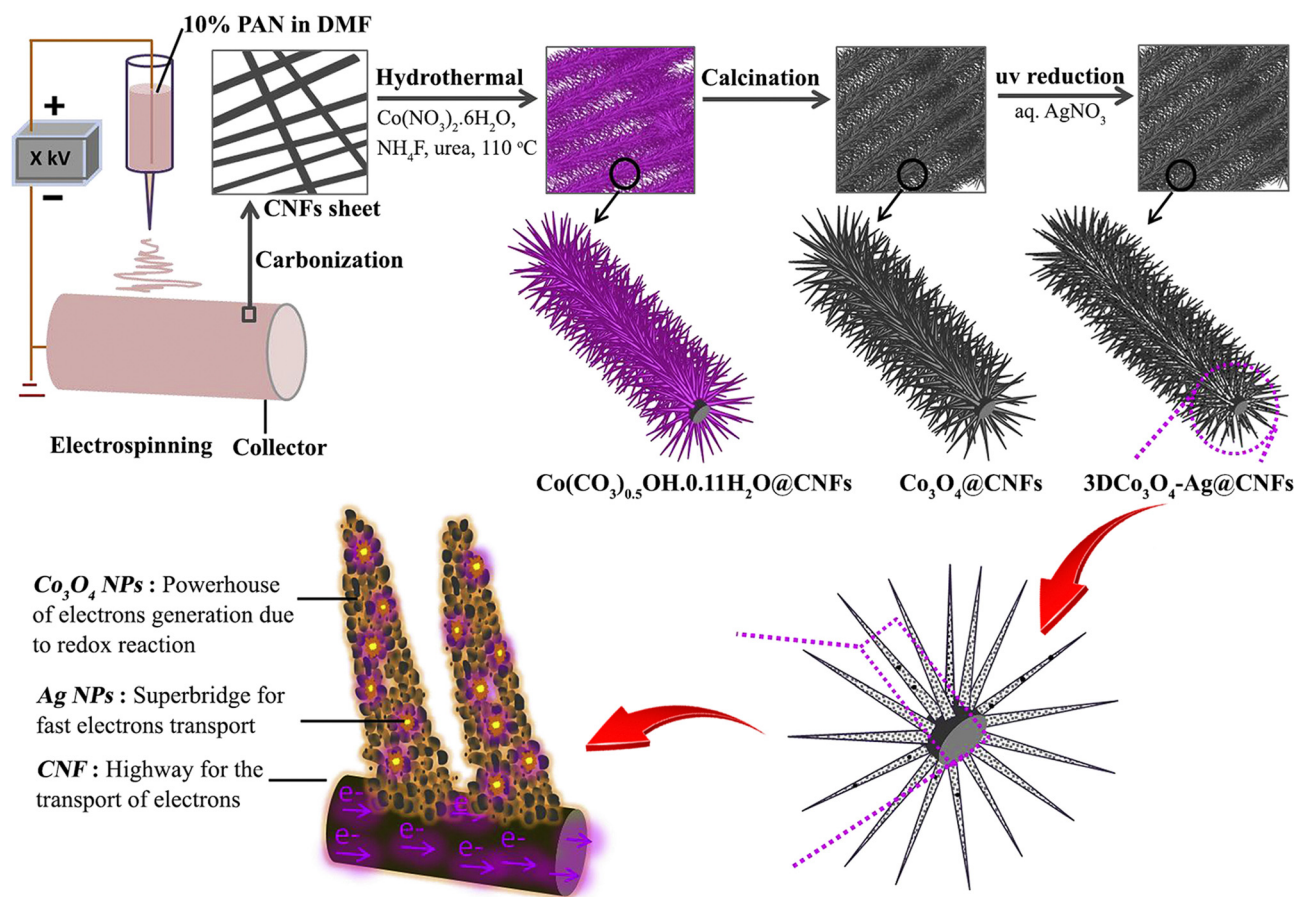 10% PAN in DMF
+
X kV
−
CNFs sheet
Carbonization
Electrospinning
Collector
Hydrothermal
Co(NO₃)₂.6H₂O,
NH₄F, urea, 110 °C
Calcination
uv reduction
aq. AgNO₃
Co(CO₃)₀.₅OH.0.11H₂O@CNFs
Co₃O₄@CNFs
3DCo₃O₄-Ag@CNFs
Co₃O₄ NPs : Powerhouse
of electrons generation due
to redox reaction
Ag NPs : Superbridge for
fast electrons transport
CNF : Highway for the
transport of electrons
e-
e-
e-
e-
e-
e-